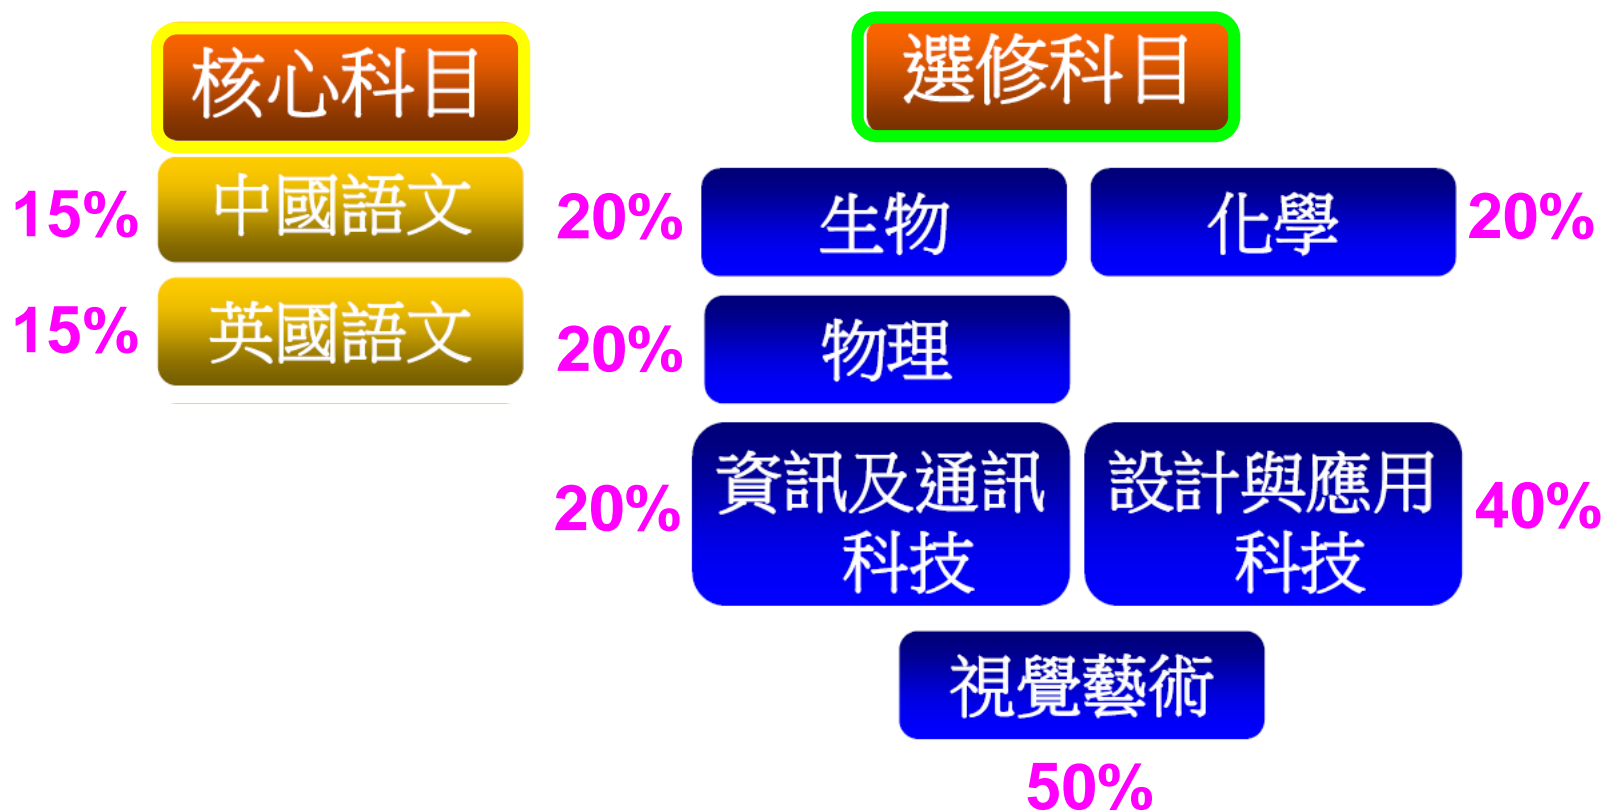 核心科目
選修科目
15%
中國語文
20%
生物
化學
20%
15%
英國語文
20%
物理
20%
資訊及通訊
科技
設計與應用
科技
40%
視覺藝術
50%